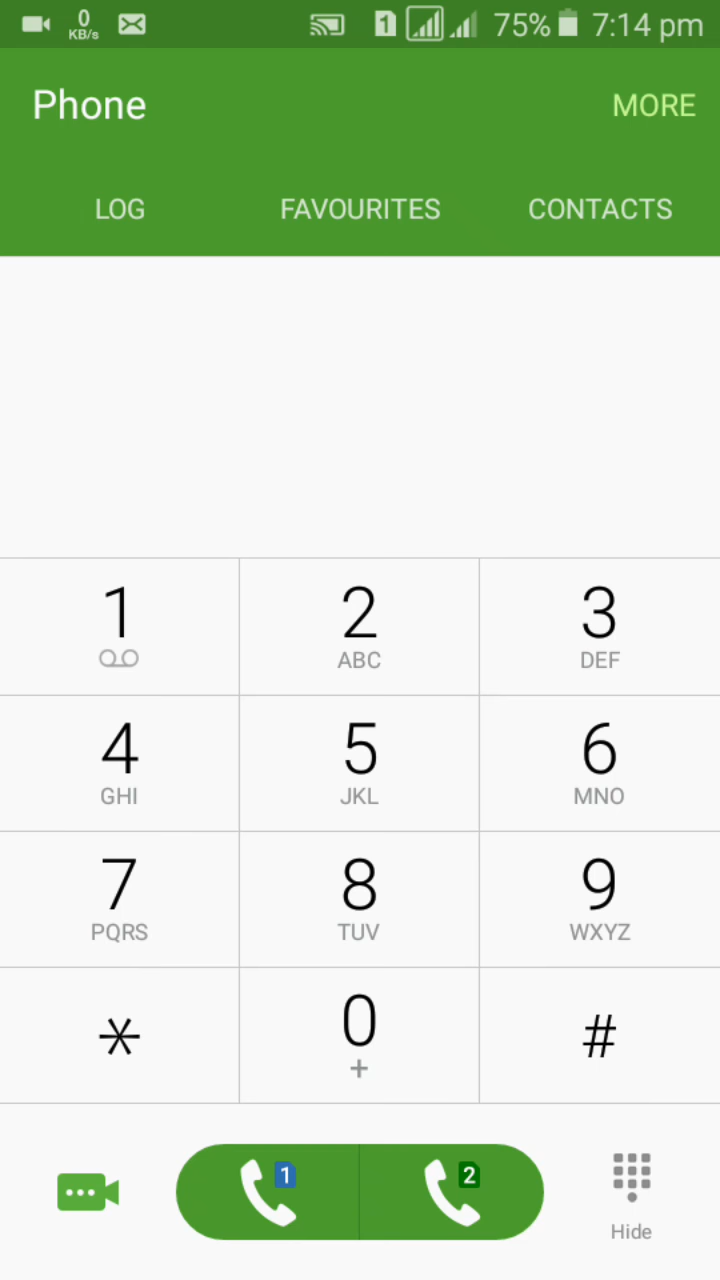 0 KB/s 1 75% 7:14 pm
Phone MORE
LOG FAVOURITES CONTACTS
1 2 3
ABC DEF
4 5 6
GHI JKL MNO
7 8 9
PQRS TUV WXYZ
* 0 #
+
1 2
Hide